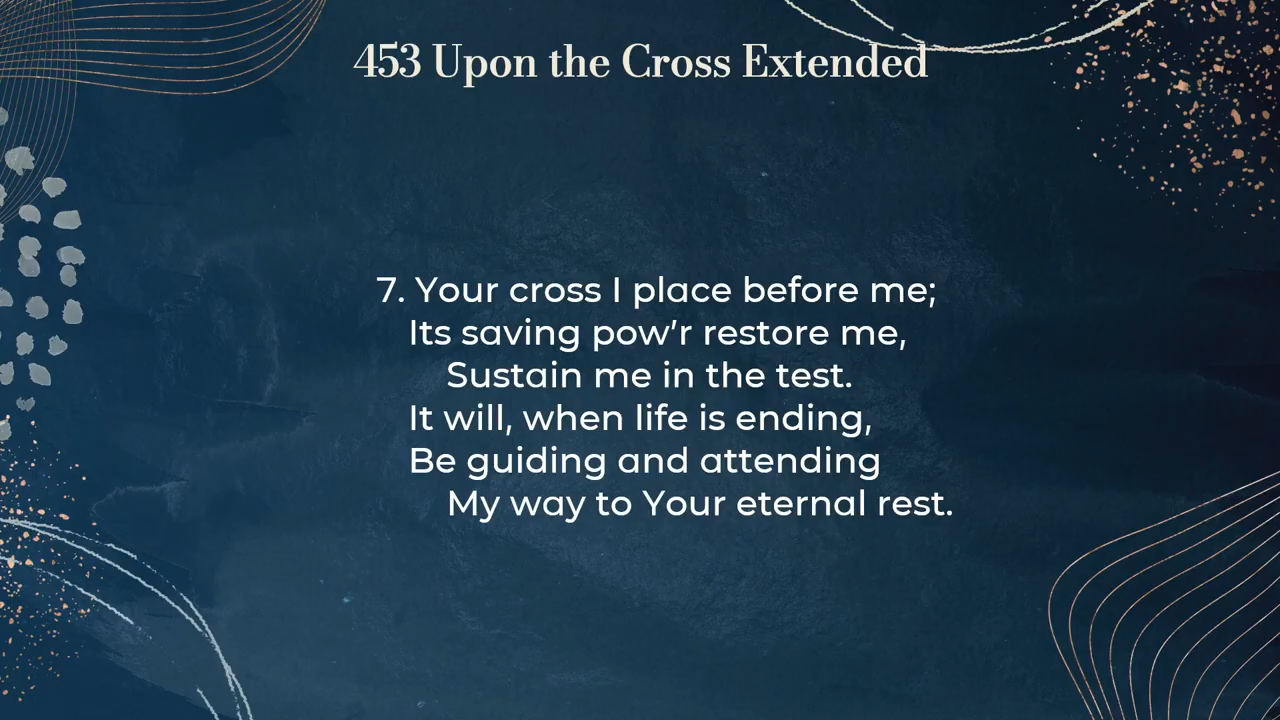 453 Upon the Cross Extended
7. Your cross I place before me;
Its saving pow’r restore me,
Sustain me in the test.
It will, when life is ending,
Be guiding and attending
My way to Your eternal rest.